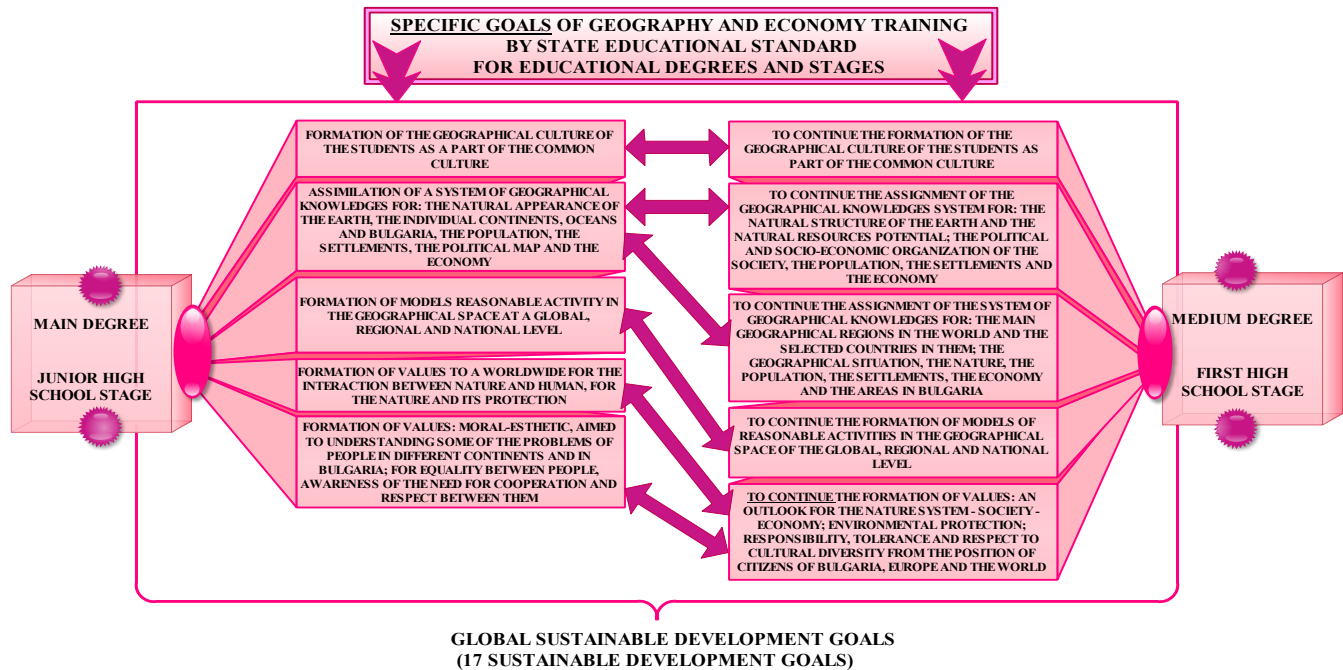 SPECIFIC GOALS OF GEOGRAPHY AND ECONOMY TRAINING
BY STATE EDUCATIONAL STANDARD
FOR EDUCATIONAL DEGREES AND STAGES
MAIN DEGREE
JUNIOR HIGH
SCHOOL STAGE
FORMATION OF THE GEOGRAPHICAL CULTURE OF
THE STUDENTS AS A PART OF THE COMMON
CULTURE
ASSIMILATION OF A SYSTEM OF GEOGRAPHICAL
KNOWLEDGES FOR: THE NATURAL APPEARANCE OF
THE EARTH, THE INDIVIDUAL CONTINENTS, OCEANS
AND BULGARIA, THE POPULATION, THE
SETTLEMENTS, THE POLITICAL MAP AND THE
ECONOMY
FORMATION OF MODELS REASONABLE ACTIVITY IN
THE GEOGRAPHICAL SPACE AT A GLOBAL,
REGIONAL AND NATIONAL LEVEL
FORMATION OF VALUES TO A WORLDWIDE FOR THE
INTERACTION BETWEEN NATURE AND HUMAN, FOR
THE NATURE AND ITS PROTECTION
FORMATION OF VALUES: MORAL-ESTHETIC, AIMED
TO UNDERSTANDING SOME OF THE PROBLEMS OF
PEOPLE IN DIFFERENT CONTINENTS AND IN
BULGARIA; FOR EQUALITY BETWEEN PEOPLE,
AWARENESS OF THE NEED FOR COOPERATION AND
RESPECT BETWEEN THEM
TO CONTINUE THE FORMATION OF THE
GEOGRAPHICAL CULTURE OF THE STUDENTS AS
PART OF THE COMMON CULTURE
TO CONTINUE THE ASSIGNMENT OF THE
GEOGRAPHICAL KNOWLEDGES SYSTEM FOR: THE
NATURAL STRUCTURE OF THE EARTH AND THE
NATURAL RESOURCES POTENTIAL; THE POLITICAL
AND SOCIO-ECONOMIC ORGANIZATION OF THE
SOCIETY, THE POPULATION, THE SETTLEMENTS AND
THE ECONOMY
TO CONTINUE THE ASSIGNMENT OF THE SYSTEM OF
GEOGRAPHICAL KNOWLEDGES FOR: THE MAIN
GEOGRAPHICAL REGIONS IN THE WORLD AND THE
SELECTED COUNTRIES IN THEM; THE
GEOGRAPHICAL SITUATION, THE NATURE, THE
POPULATION, THE SETTLEMENTS, THE ECONOMY
AND THE AREAS IN BULGARIA
TO CONTINUE THE FORMATION OF MODELS OF
REASONABLE ACTIVITIES IN THE GEOGRAPHICAL
SPACE OF THE GLOBAL, REGIONAL AND NATIONAL
LEVEL
TO CONTINUE THE FORMATION OF VALUES: AN
OUTLOOK FOR THE NATURE SYSTEM - SOCIETY -
ECONOMY; ENVIRONMENTAL PROTECTION;
RESPONSIBILITY, TOLERANCE AND RESPECT TO
CULTURAL DIVERSITY FROM THE POSITION OF
CITIZENS OF BULGARIA, EUROPE AND THE WORLD
MEDIUM DEGREE
FIRST HIGH
SCHOOL STAGE
GLOBAL SUSTAINABLE DEVELOPMENT GOALS
(17 SUSTAINABLE DEVELOPMENT GOALS)